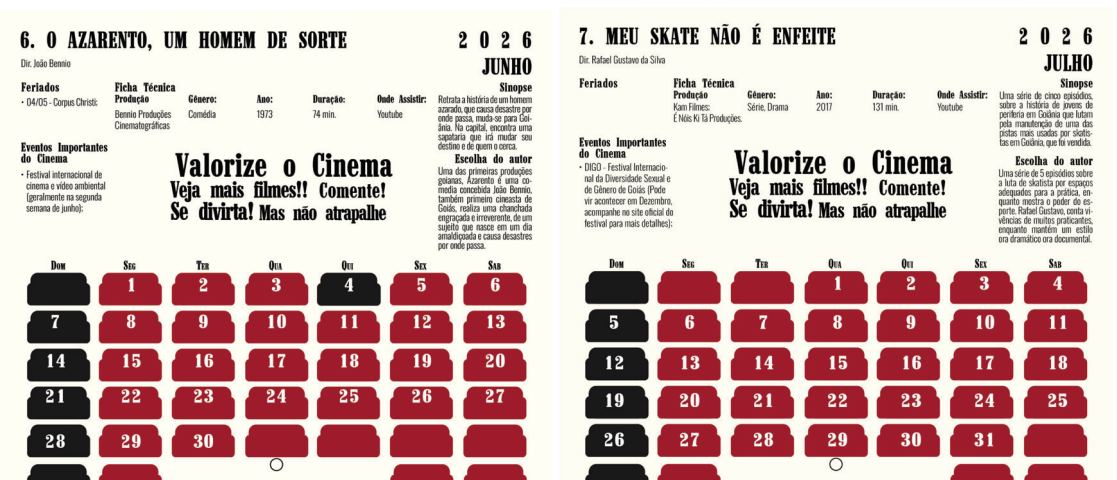 6. O AZARENTO, UM HOMEM DE SORTE
2026
Dir. João Bennio
JUNHO
Feriados
• 04/05 - Corpus Christi;
Ficha Técnica
Produção
Bennio Produções
Cinematográficas
Gênero:
Comédia
Ano:
1973
Duração:
74 min.
Onde Assistir:
Youtube
Sinopse
Retrata a história de um homem
azarado, que causa desastre por
onde passa, muda-se para Goi-
ânia. Na capital, encontra uma
sapataria que irá mudar seu
destino e de quem o cerca.
Eventos Importantes
do Cinema
• Festival internacional de
cinema e vídeo ambiental
(geralmente na segunda
semana de junho);
Valorize o Cinema
Veja mais filmes!! Comente!
Se divirta! Mas não atrapalhe
Escolha do autor
Uma das primeiras produções
goianas, Azarento é uma co-
media concebida João Bennio,
também primeiro cineasta de
Goiás, realiza uma chanchada
engraçada e irreverente, de um
sujeito que nasce em um dia
amaldiçoada e causa desastres
por onde passa.
Dom Seg Ter Qua Qui Sex Sab
1 2 3 4 5 6
7 8 9 10 11 12 13
14 15 16 17 18 19 20
21 22 23 24 25 26 27
28 29 30
7. MEU SKATE NÃO É ENFEITE
2026
Dir. Rafael Gustavo da Silva
JULHO
Feriados
Ficha Técnica
Produção
Kam Filmes;
É Nóis Ki Tá Produções.
Gênero:
Série, Drama
Ano:
2017
Duração:
131 min.
Onde Assistir:
Youtube
Sinopse
Uma série de cinco episódios,
sobre a história de jovens de
periferia em Goiânia que lutam
pela manutenção de uma das
pistas mais usadas por skatis-
tas em Goiânia, que foi vendida.
Eventos Importantes
do Cinema
• DIGO - Festival Internacio-
nal da Diversidade Sexual e
de Gênero de Goiás (Pode
vir acontecer em Dezembro,
acompanhe no site oficial do
festival para mais detalhes);
Valorize o Cinema
Veja mais filmes!! Comente!
Se divirta! Mas não atrapalhe
Escolha do autor
Uma série de 5 episódios sobre
a luta de skatista por espaços
adequados para a prática, en-
quanto mostra o poder do es-
porte. Rafael Gustavo, conta vi-
vências de muitos praticantes,
enquanto mantém um estilo
ora dramático ora documental.
Dom Seg Ter Qua Qui Sex Sab
1 2 3 4
5 6 7 8 9 10 11
12 13 14 15 16 17 18
19 20 21 22 23 24 25
26 27 28 29 30 31